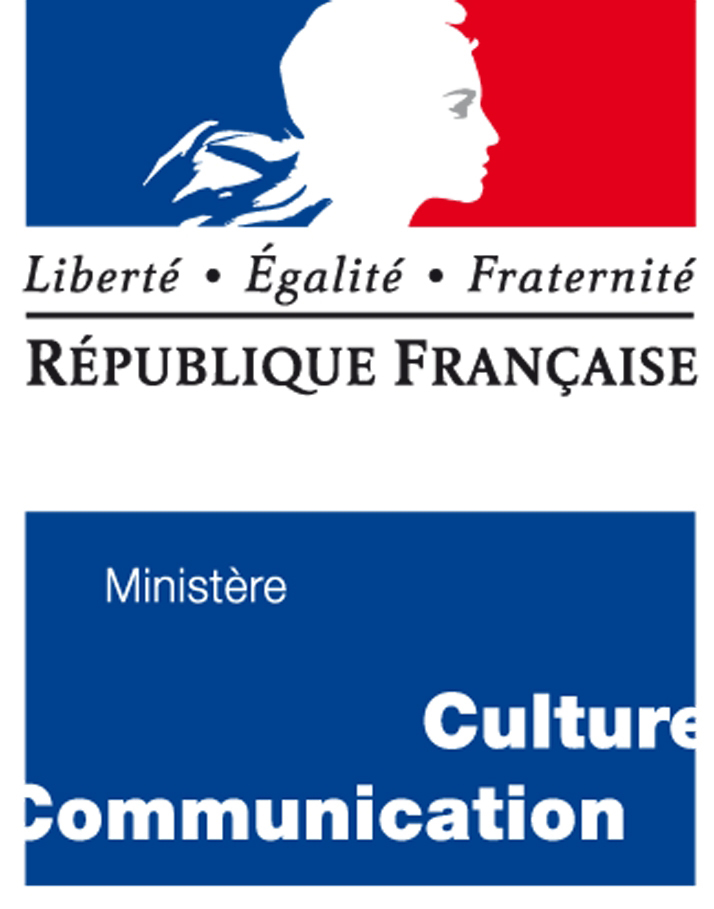 Liberté • Égalité • Fraternité
RÉPUBLIQUE FRANÇAISE
Ministère
Culture
Communication